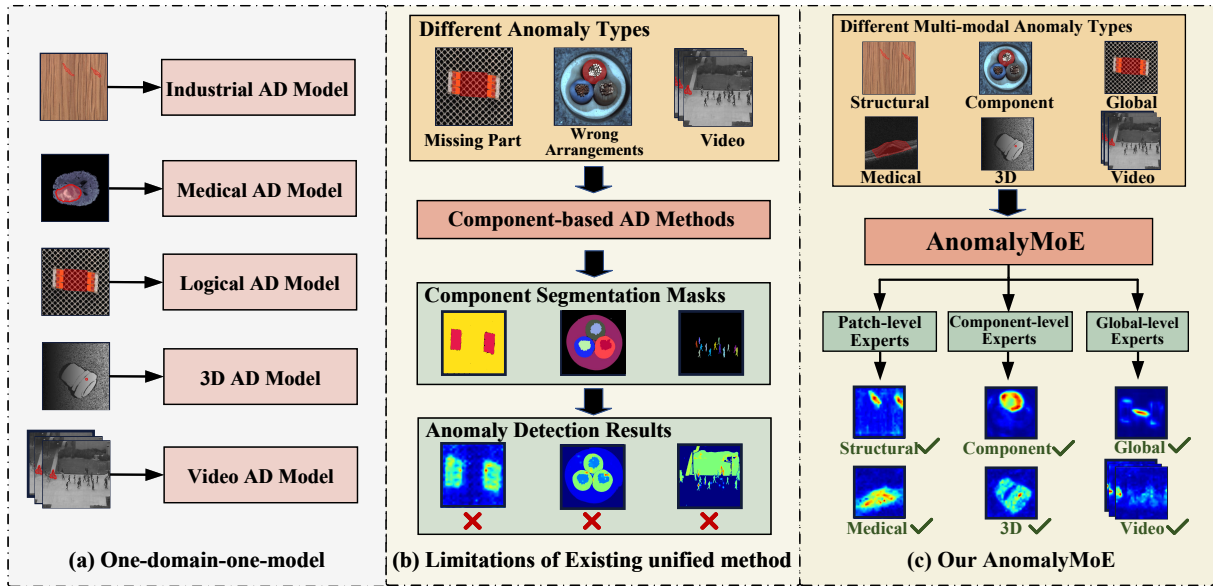 Industrial AD Model
Medical AD Model
Logical AD Model
3D AD Model
Video AD Model
(a) One-domain-one-model
Different Anomaly Types
Missing Part
Wrong
Arrangements
Video
Component-based AD Methods
Component Segmentation Masks
Anomaly Detection Results
(b) Limitations of Existing unified method
Different Multi-modal Anomaly Types
Structural
Component
Global
Medical
3D
Video
AnomalyMoE
Patch-level
Experts
Component-level
Experts
Global-level
Experts
Structural
Component
Global
Medical
3D
Video
(c) Our AnomalyMoE